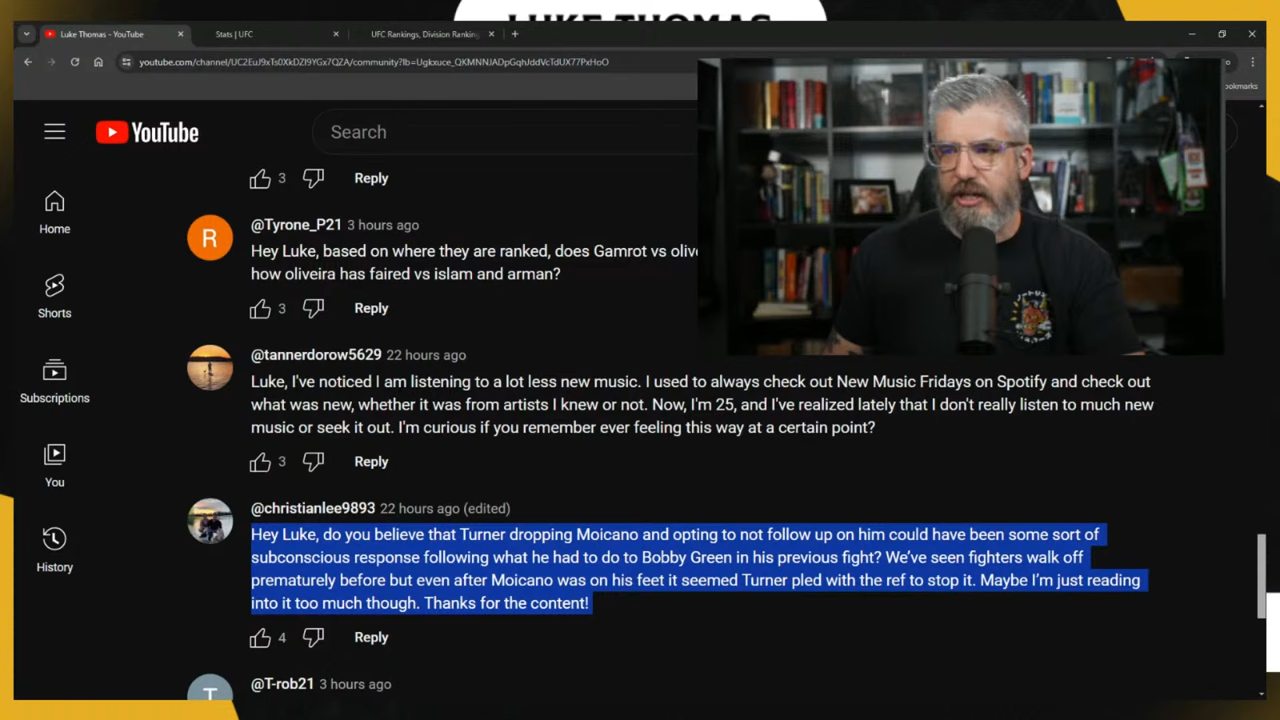 LUKE THOMAS
Luke Thomas - YouTube
Stats | UFC
UFC Rankings, Division Ranking
youtube.com/channel/
ookmarks
YouTube
Search
3
Reply
Home
@Tyrone_P21 3 hours ago
R
Hey Luke, based on where they are ranked, does Gamrot vs olive
how oliveira has faired vs islam and arman?
Shorts
3
Reply
@tannerdorow5629 22 hours ago
Luke, I've noticed I am listening to a lot less new music. I used to always check out New Music Fridays on Spotify and check out
Subscriptions
what was new, whether it was from artists I knew or not. Now, I'm 25, and I've realized lately that I don't really listen to much new
music or seek it out. I'm curious if you remember ever feeling this way at a certain point?
3
Reply
You
@christianlee9893 22 hours ago (edited)
Hey Luke, do you believe that Turner dropping Moicano and opting to not follow up on him could have been some sort of
subconscious response following what he had to do to Bobby Green in his previous fight? We've seen fighters walk off
History
prematurely before but even after Moicano was on his feet it seemed Turner pled with the ref to stop it. Maybe I'm just reading
into it too much though. Thanks for the content!
4
Reply
@T-rob21 3 hours ago
T